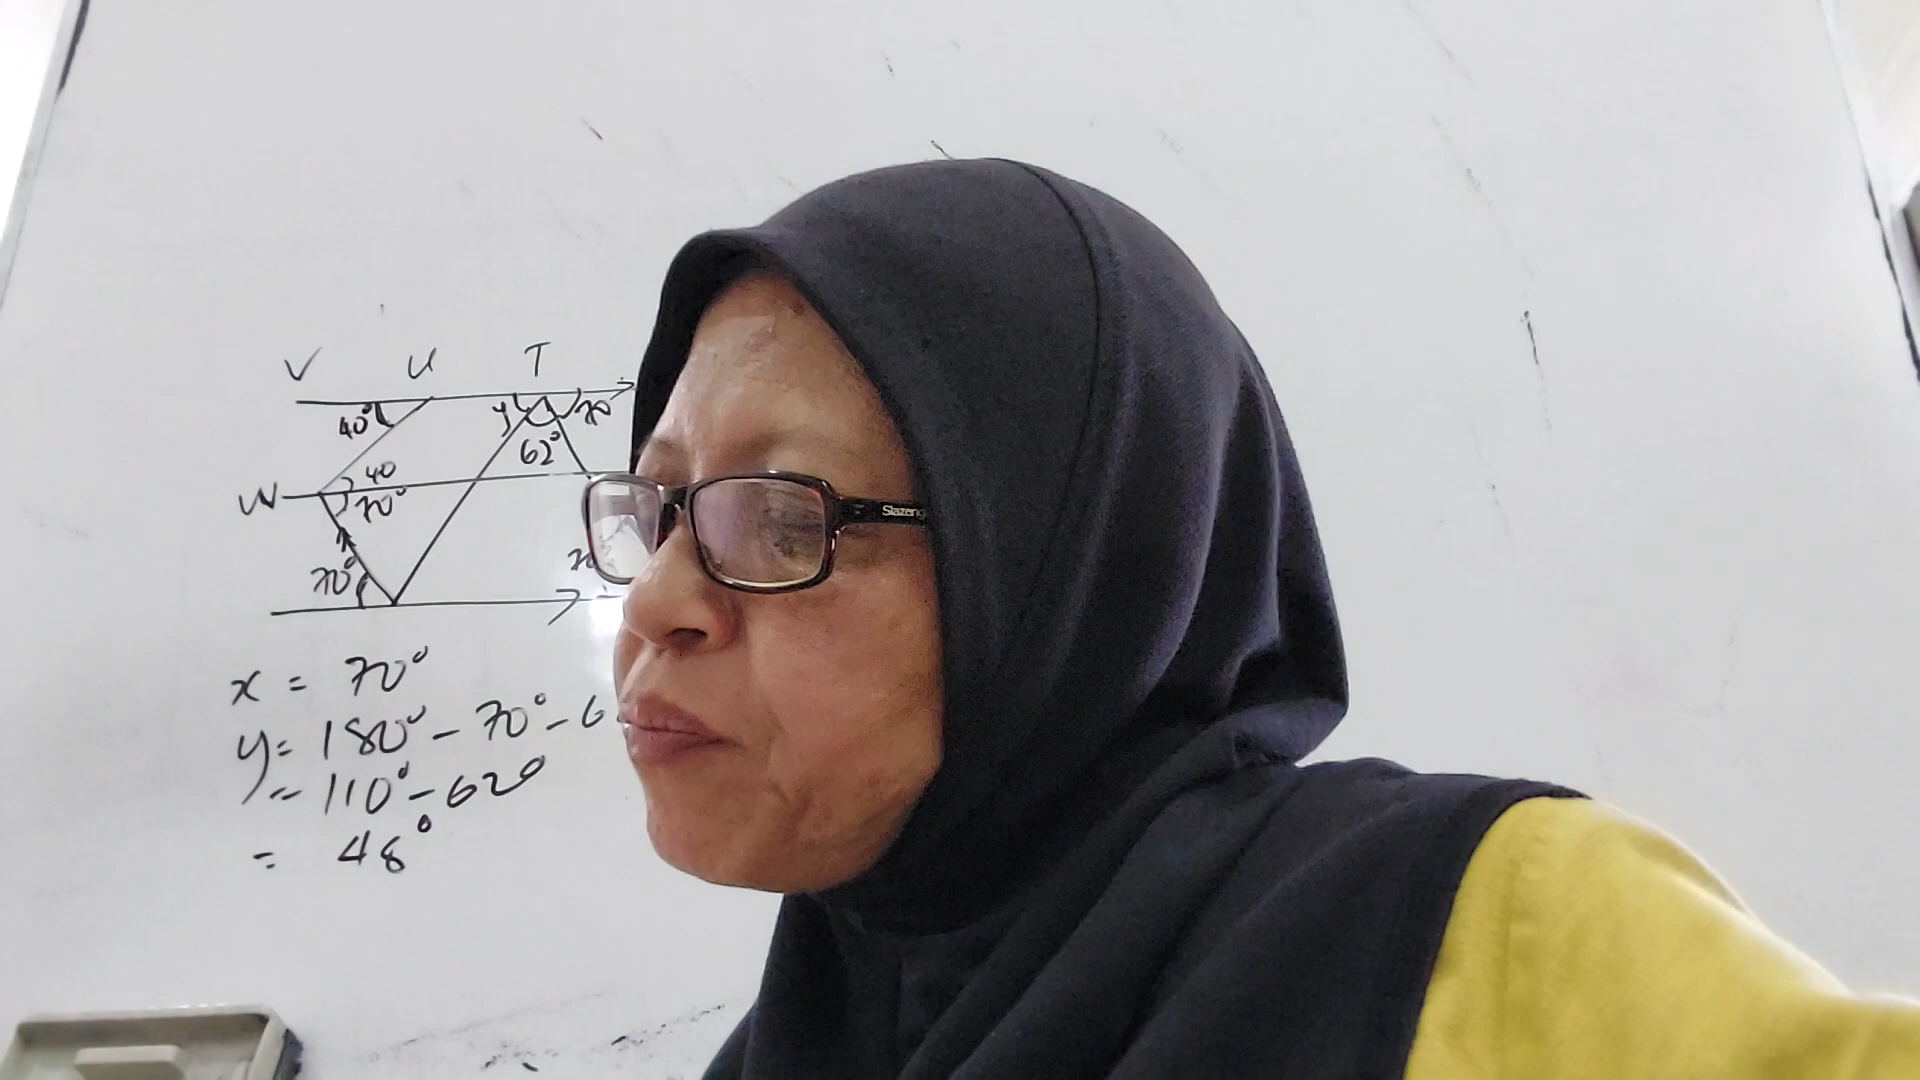 V U T
40° y 70°
62°
W 40
70°
70°
Slazeng
x = 70°
y = 180° - 70° - 6
= 110° - 62°
= 48°